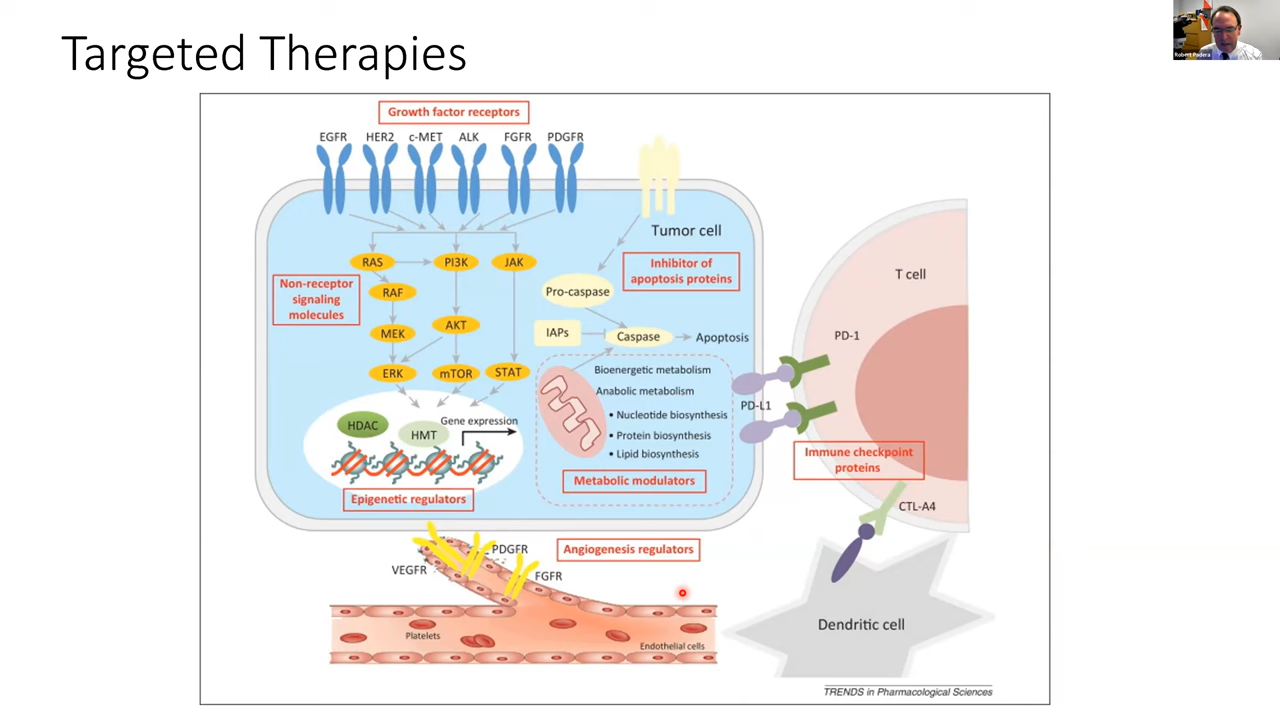 Targeted Therapies
Robert Padera
Growth factor receptors
EGFR HER2 c-MET ALK FGFR PDGFR
Tumor cell
RAS PI3K JAK
Inhibitor of
apoptosis proteins
T cell
Non-receptor
signaling
molecules
RAF
Pro-caspase
MEK
AKT
IAPs
Caspase
Apoptosis
PD-1
ERK
mTOR
STAT
Bioenergetic metabolism
Anabolic metabolism
• Nucleotide biosynthesis
• Protein biosynthesis
• Lipid biosynthesis
Metabolic modulators
PD-L1
HDAC
HMT
Gene expression
Epigenetic regulators
Immune checkpoint
proteins
CTL-A4
Angiogenesis regulators
PDGFR
VEGFR
FGFR
Platelets
Endothelial cells
Dendritic cell
TRENDS in Pharmacological Sciences